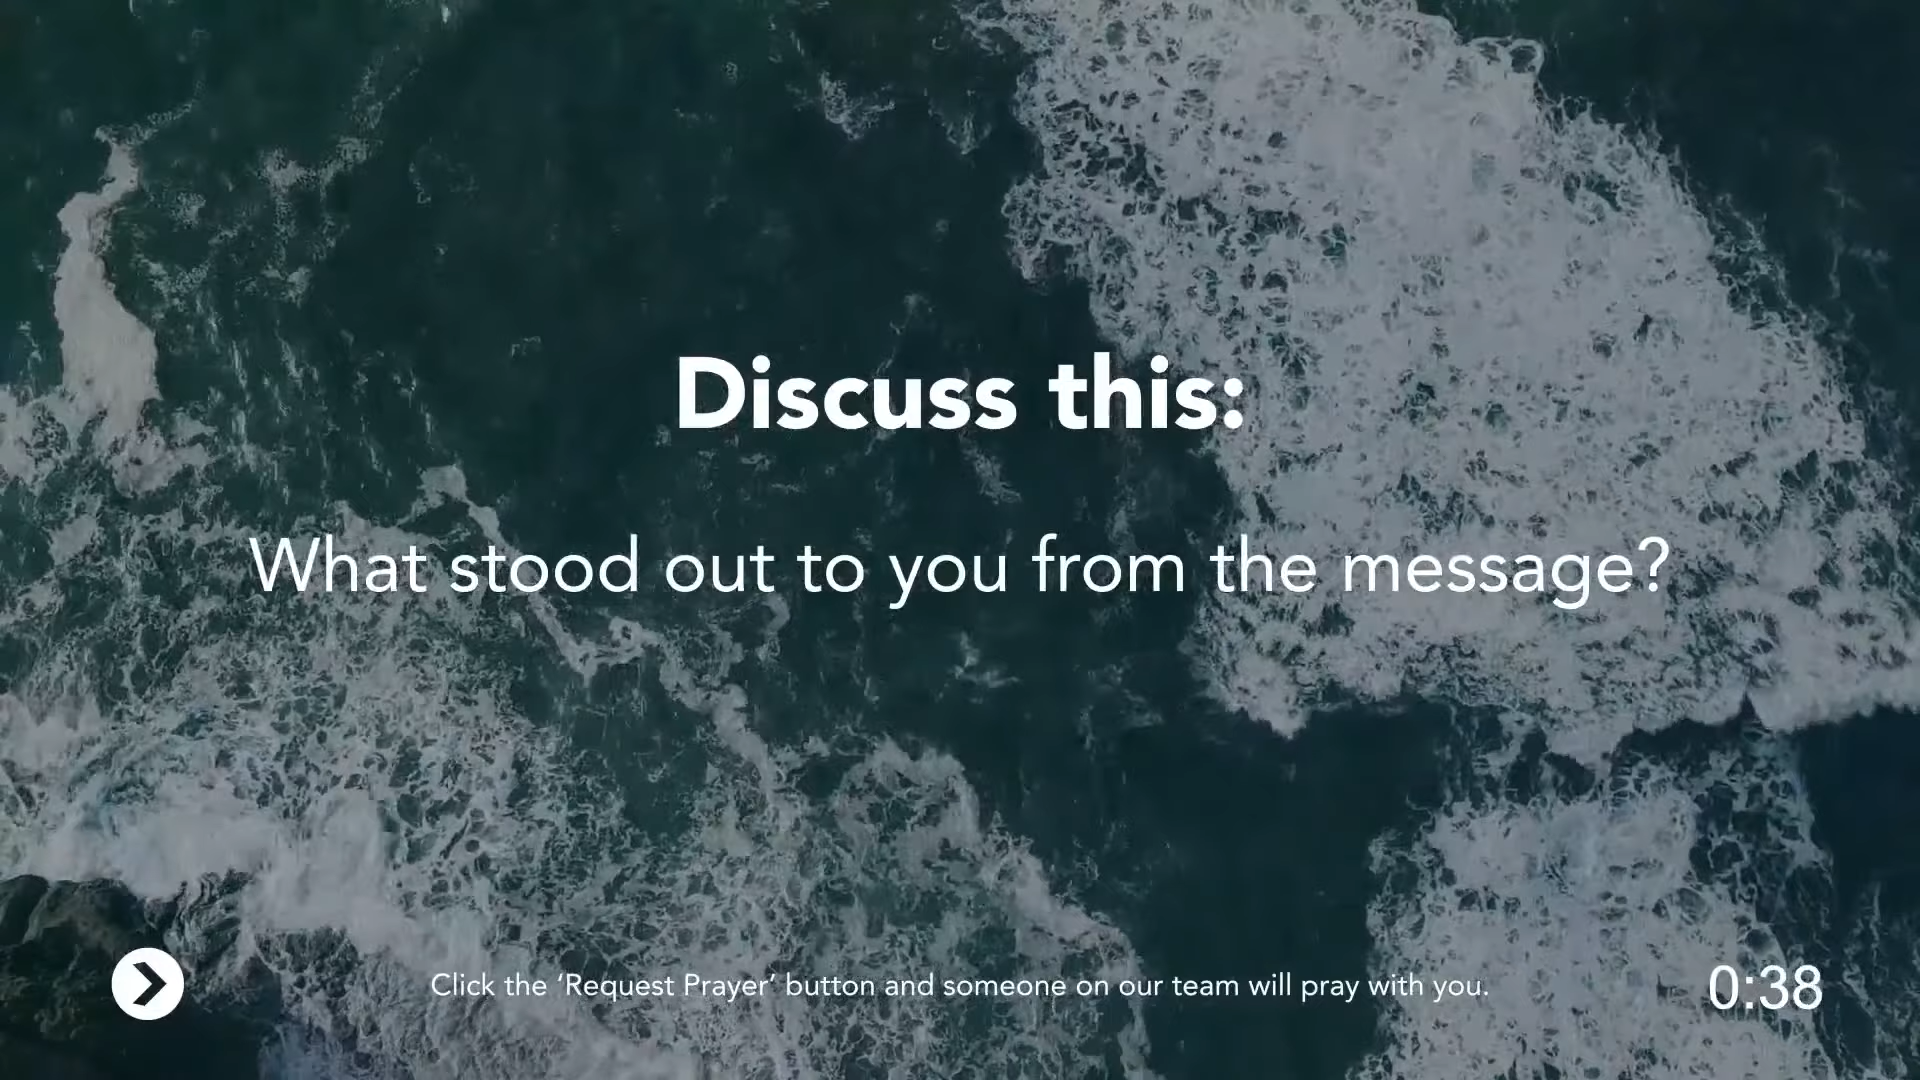 Discuss this:
What stood out to you from the message?
Click the ‘Request Prayer’ button and someone on our team will pray with you.
0:38